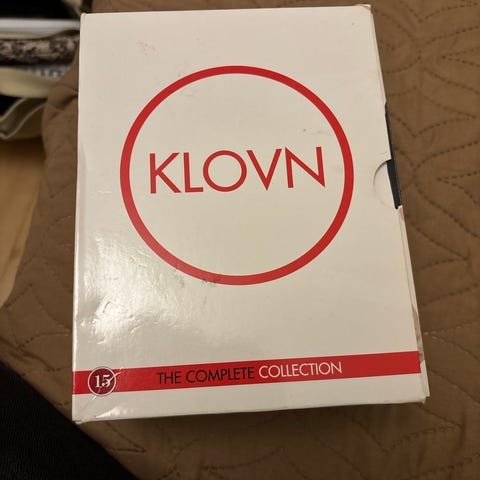 KLOVN
15
THE COMPLETE COLLECTION